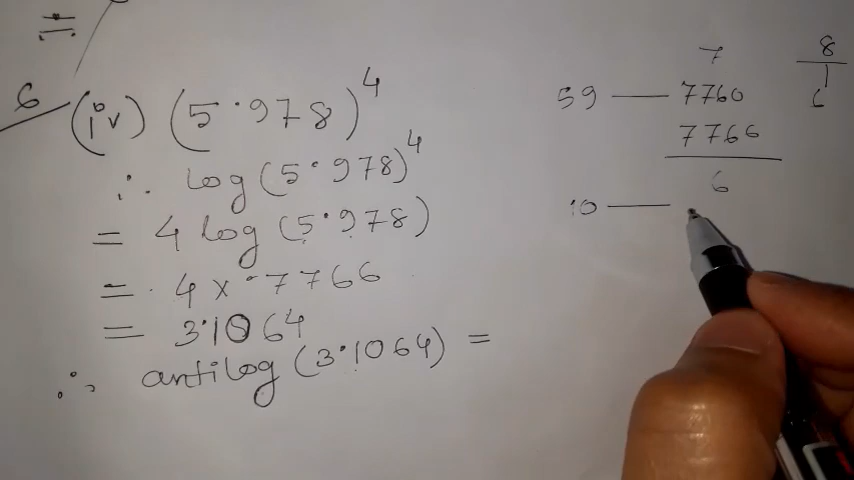 6 (iv) (5.978)^4
∴ log (5.978)^4
= 4 log (5.978)
= 4 x .7766
= 3.1064
∴ antilog (3.1064) =
7
59 — 7760
7766
6
.10 —
8
6